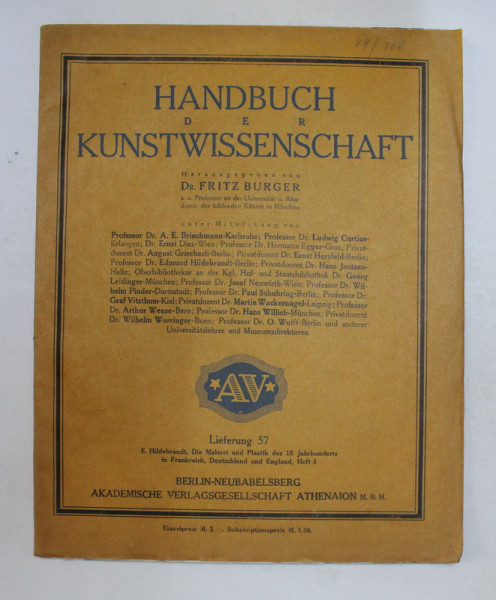 HANDBUCH
DER
KUNSTWISSENSCHAFT
Herausgegeben von
DR. FRITZ BURGER
a. o. Professor an der Universität u. Aka-
demie der bildenden Künste in München
unter Mitwirkung von
Professor Dr. A. E. Brinckmann-Karlsruhe; Professor Dr. Ludwig Curtius-
Erlangen; Dr. Ernst Diez-Wien; Professor Dr. Hermann Egger-Graz; Privat-
dozent Dr. August Grisebach-Berlin; Privatdozent Dr. Ernst Herzfeld-Berlin;
Professor Dr. Edmund Hildebrandt-Berlin; Privatdozent Dr. Hans Jantzen-
Halle; Oberbibliothekar an der Kgl. Hof- und Staatsbibliothek Dr. Georg
Leidinger-München; Professor Dr. Josef Neuwirth-Wien; Professor Dr. Wil-
helm Pinder-Darmstadt; Professor Dr. Paul Schubring-Berlin; Professor Dr.
Graf Vitzthum-Kiel; Privatdozent Dr. Martin Wackernagel-Leipzig; Professor
Dr. Arthur Weese-Bern; Professor Dr. Hans Willich-München; Privatdozent
Dr. Wilhelm Worringer-Bonn; Professor Dr. O. Wulff-Berlin und anderer
Universitätslehrer und Museumsdirektoren
AV
Lieferung 57
E. Hildebrandt, Die Malerei und Plastik des 18. Jahrhunderts
in Frankreich, Deutschland und England, Heft 3
BERLIN-NEUBABELSBERG
AKADEMISCHE VERLAGSGESELLSCHAFT ATHENAION M. B. H.
Einzelpreis M. 2.–, Subscriptionspreis M. 1.50.